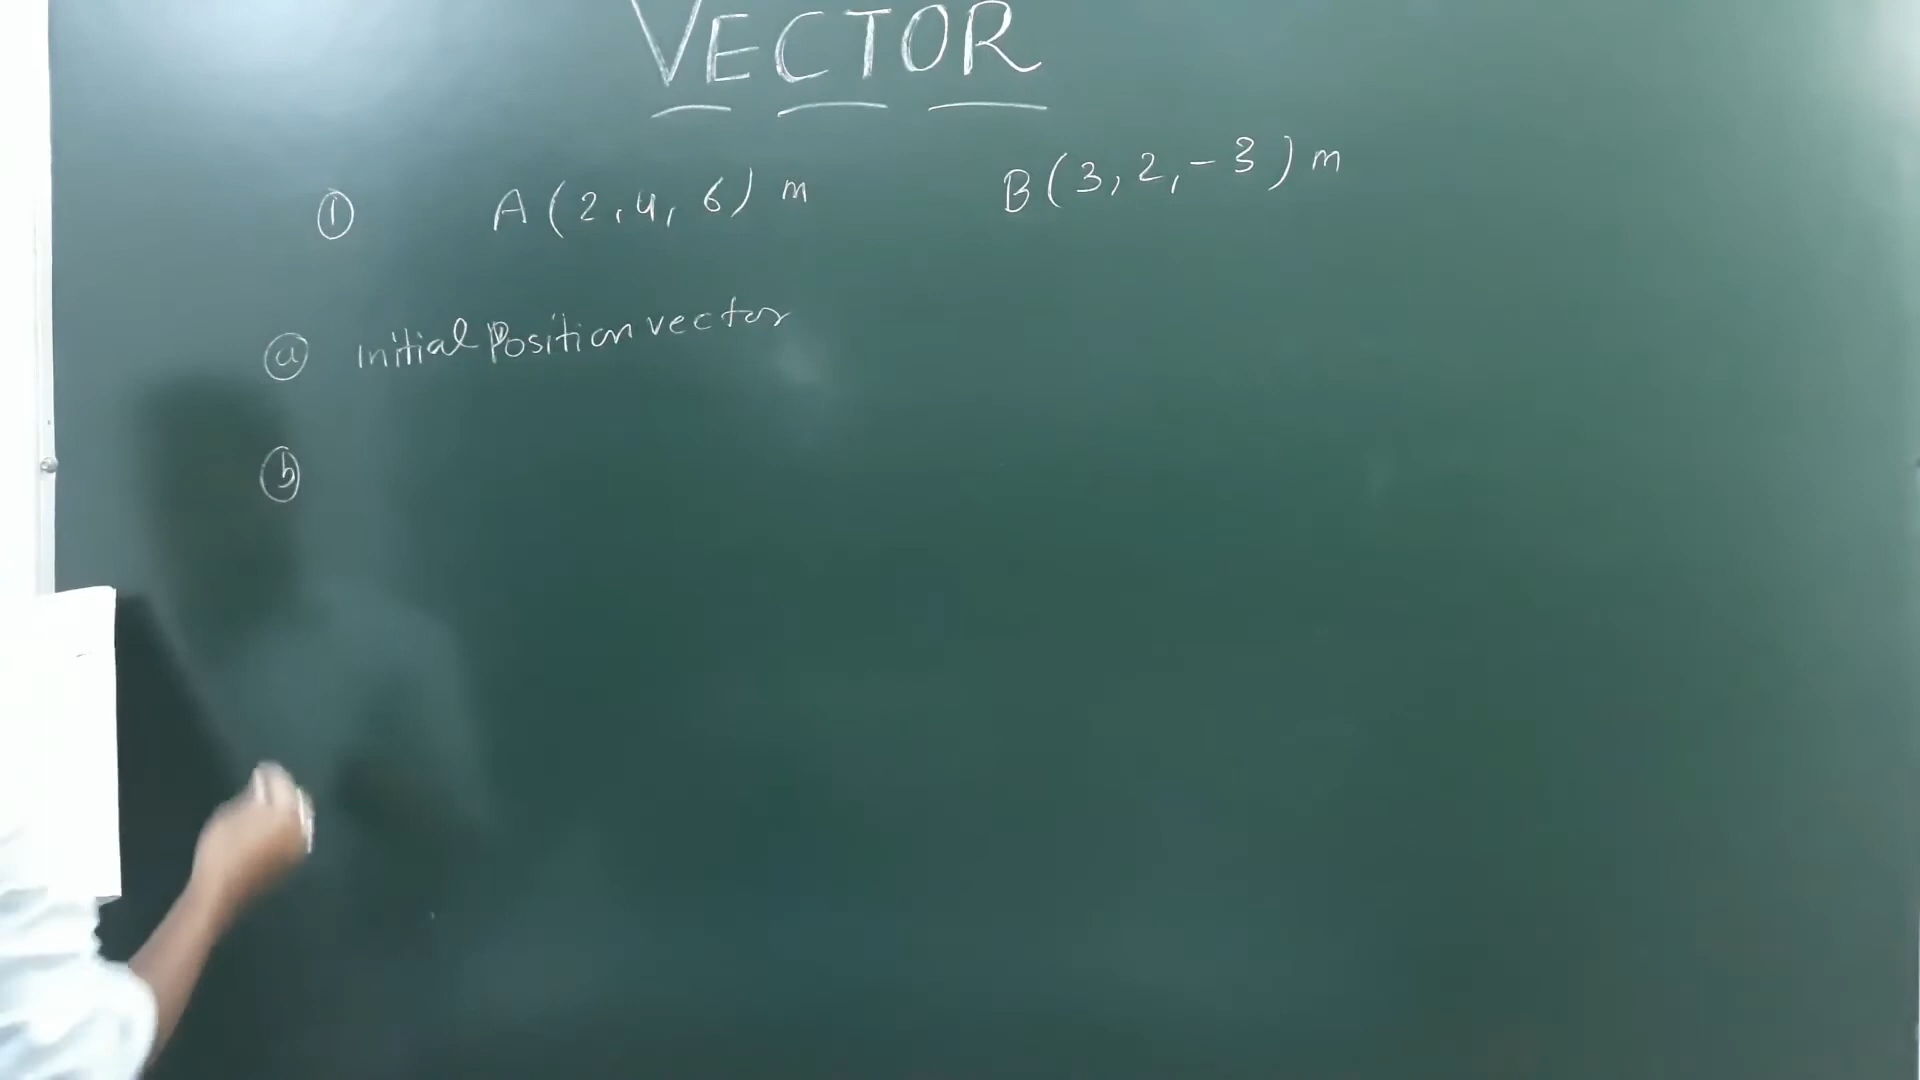 VECTOR
① A (2, 4, 6) m B (3, 2, -3) m
ⓐ initial Position vector
ⓑ